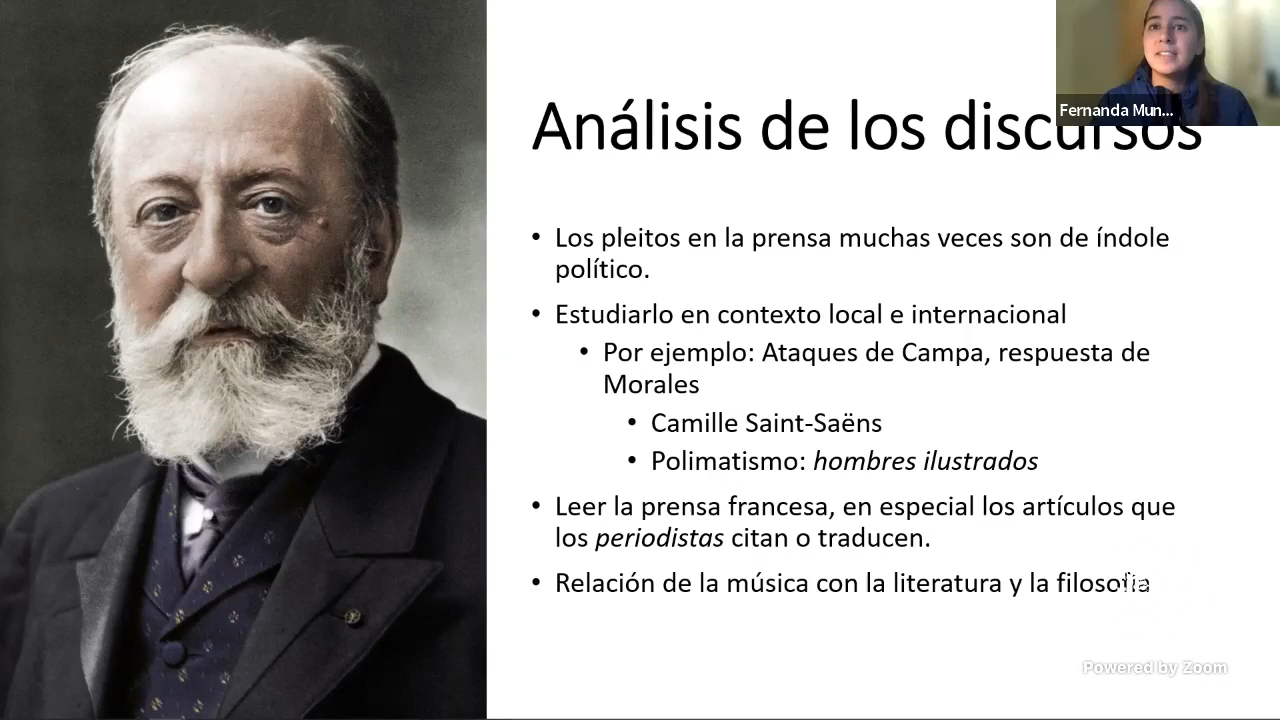 Fernanda Mun...
Análisis de los discursos
• Los pleitos en la prensa muchas veces son de índole
político.
• Estudiarlo en contexto local e internacional
• Por ejemplo: Ataques de Campa, respuesta de
Morales
• Camille Saint-Saëns
• Polimatismo: hombres ilustrados
• Leer la prensa francesa, en especial los artículos que
los periodistas citan o traducen.
• Relación de la música con la literatura y la
Powered by Zoom